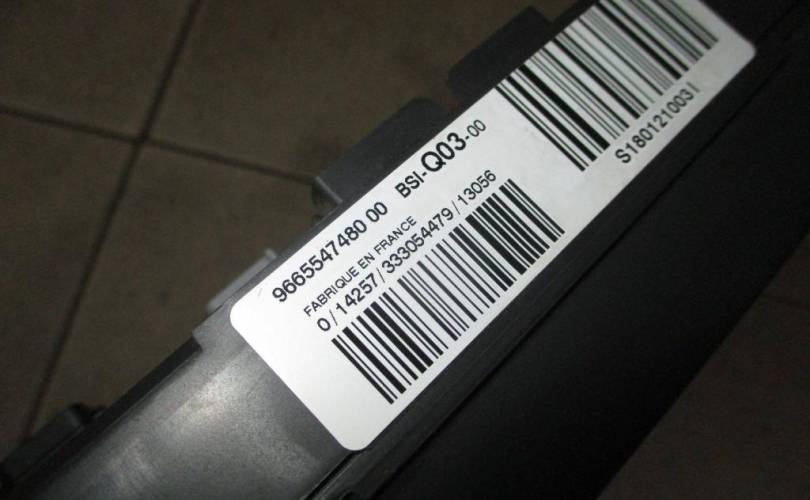 9665547480 00 BSI-Q03-00
FABRIQUE EN FRANCE
0/14257/333054479/13056
S180121003I